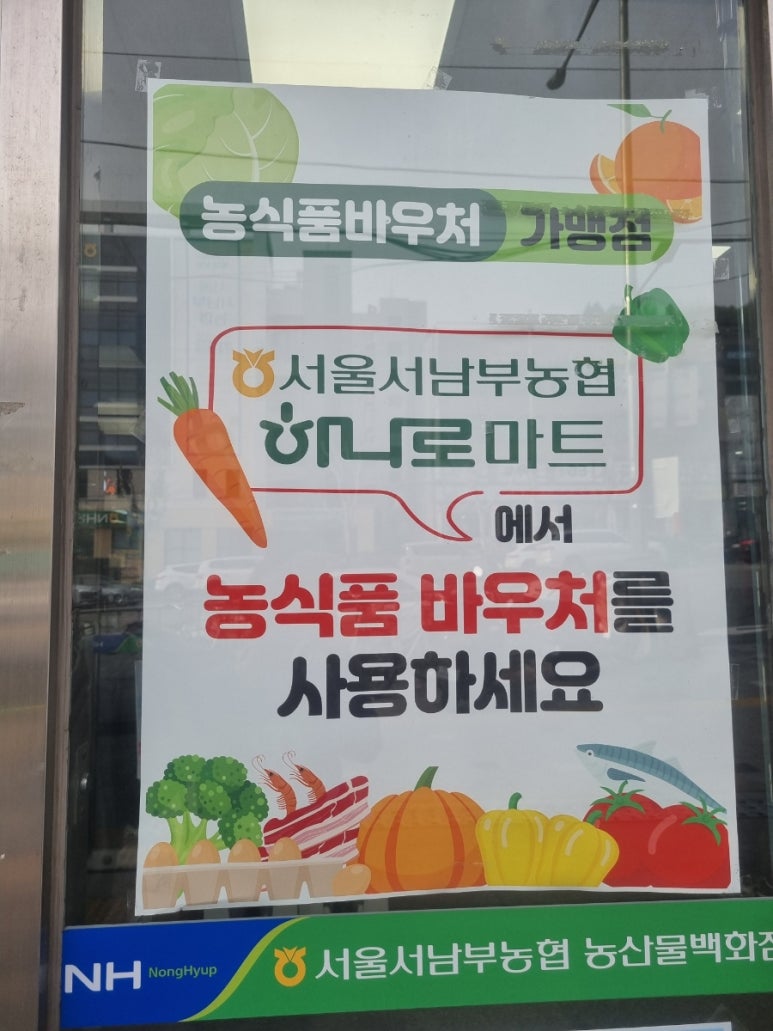 농식품바우처 가맹점
서울서남부농협
하나로마트
에서
농식품 바우처를
사용하세요
NH NongHyup 서울서남부농협 농산물백화점